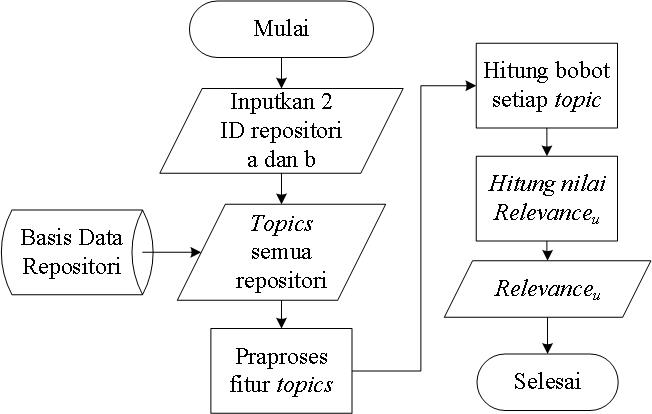 Mulai
Inputkan 2
ID repositori
a dan b
Basis Data
Repositori
Topics
semua
repositori
Praproses
fitur topics
Hitung bobot
setiap topic
Hitung nilai
Relevanceu
Relevanceu
Selesai